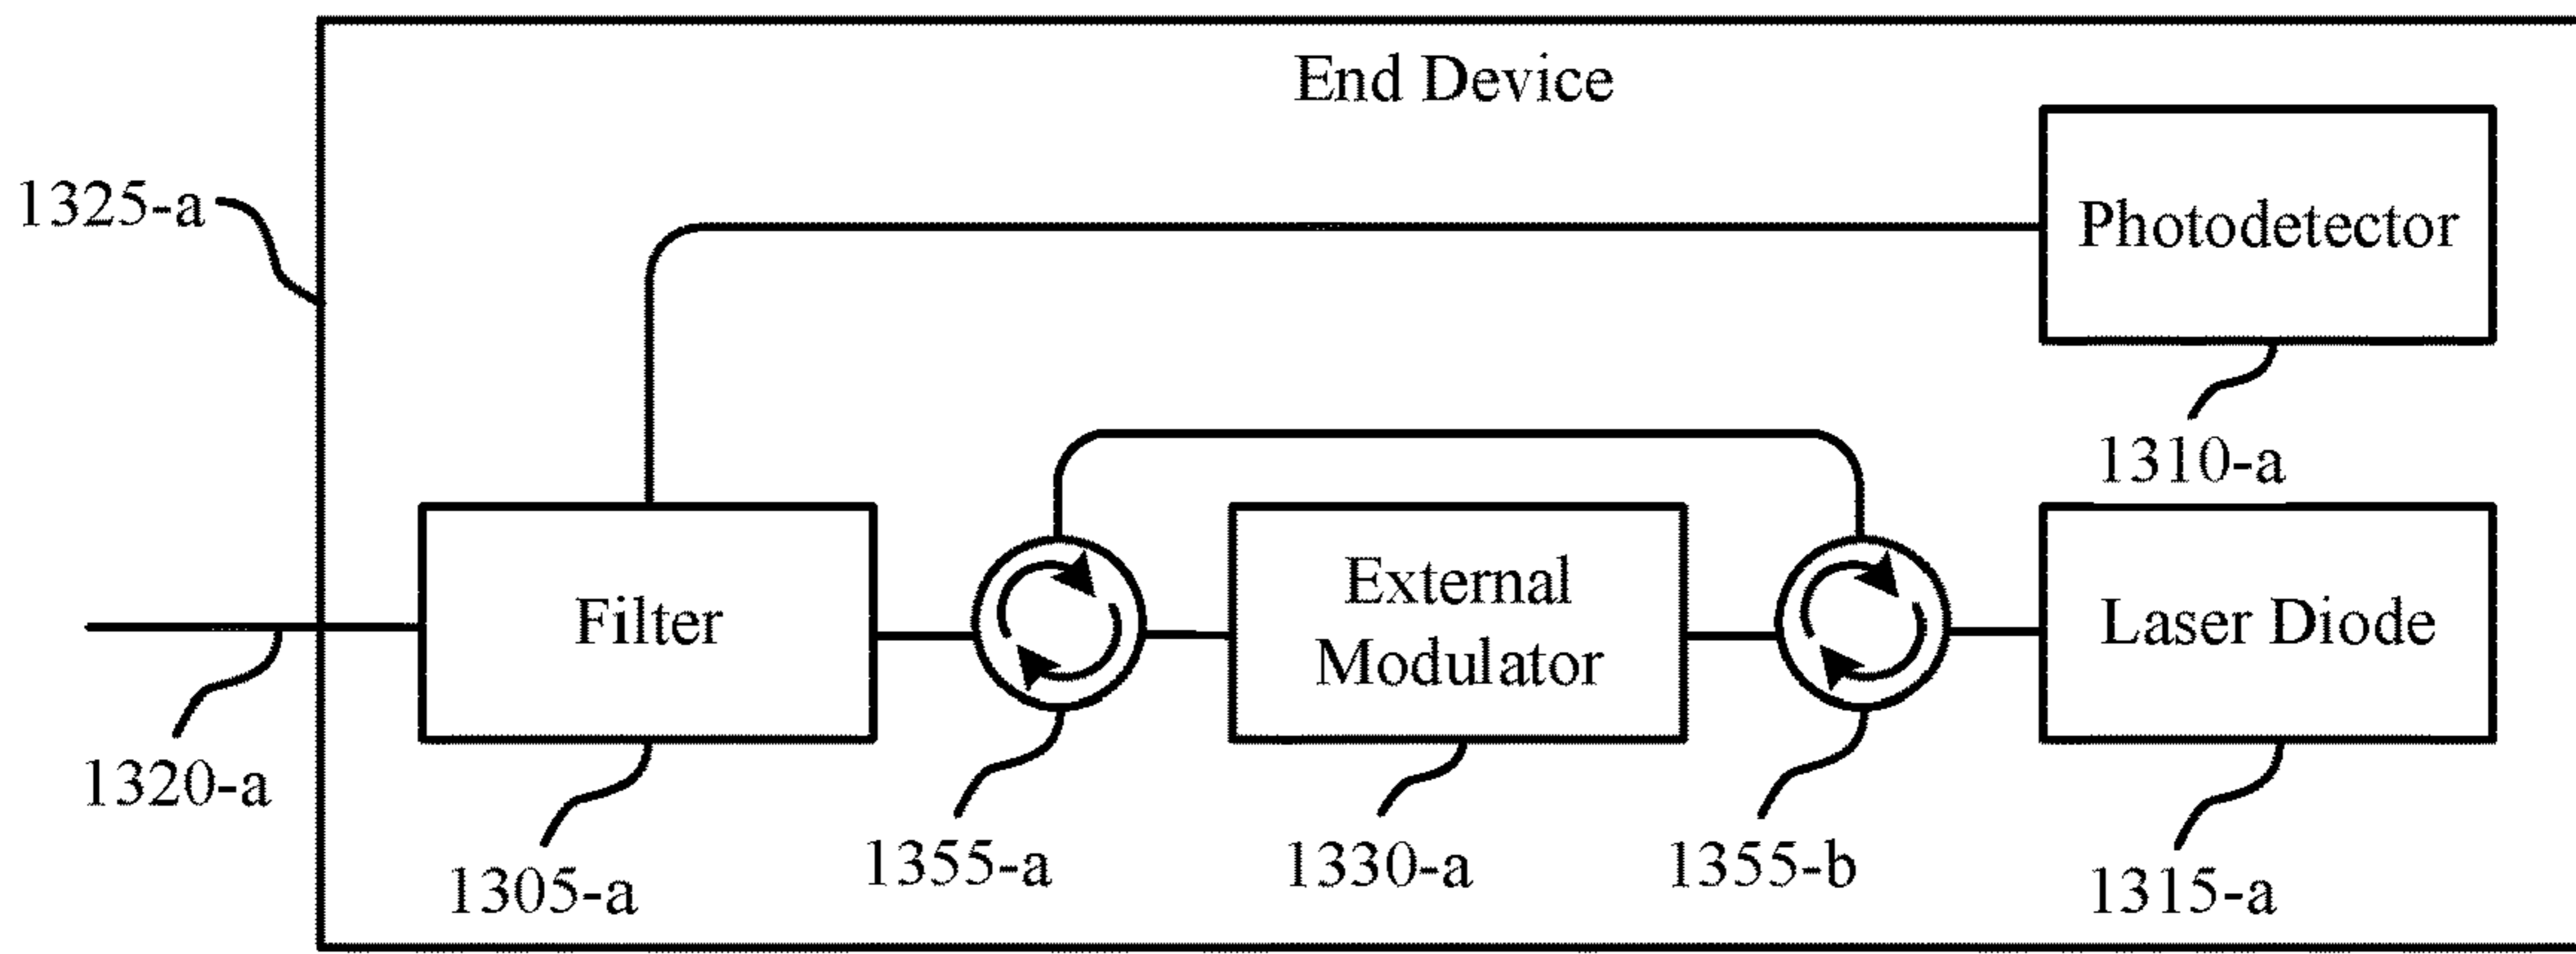 End Device
1325-a
Photodetector
1310-a
Filter
External
Modulator
Laser Diode
1320-a
1305-a
1355-a
1330-a
1355-b
1315-a